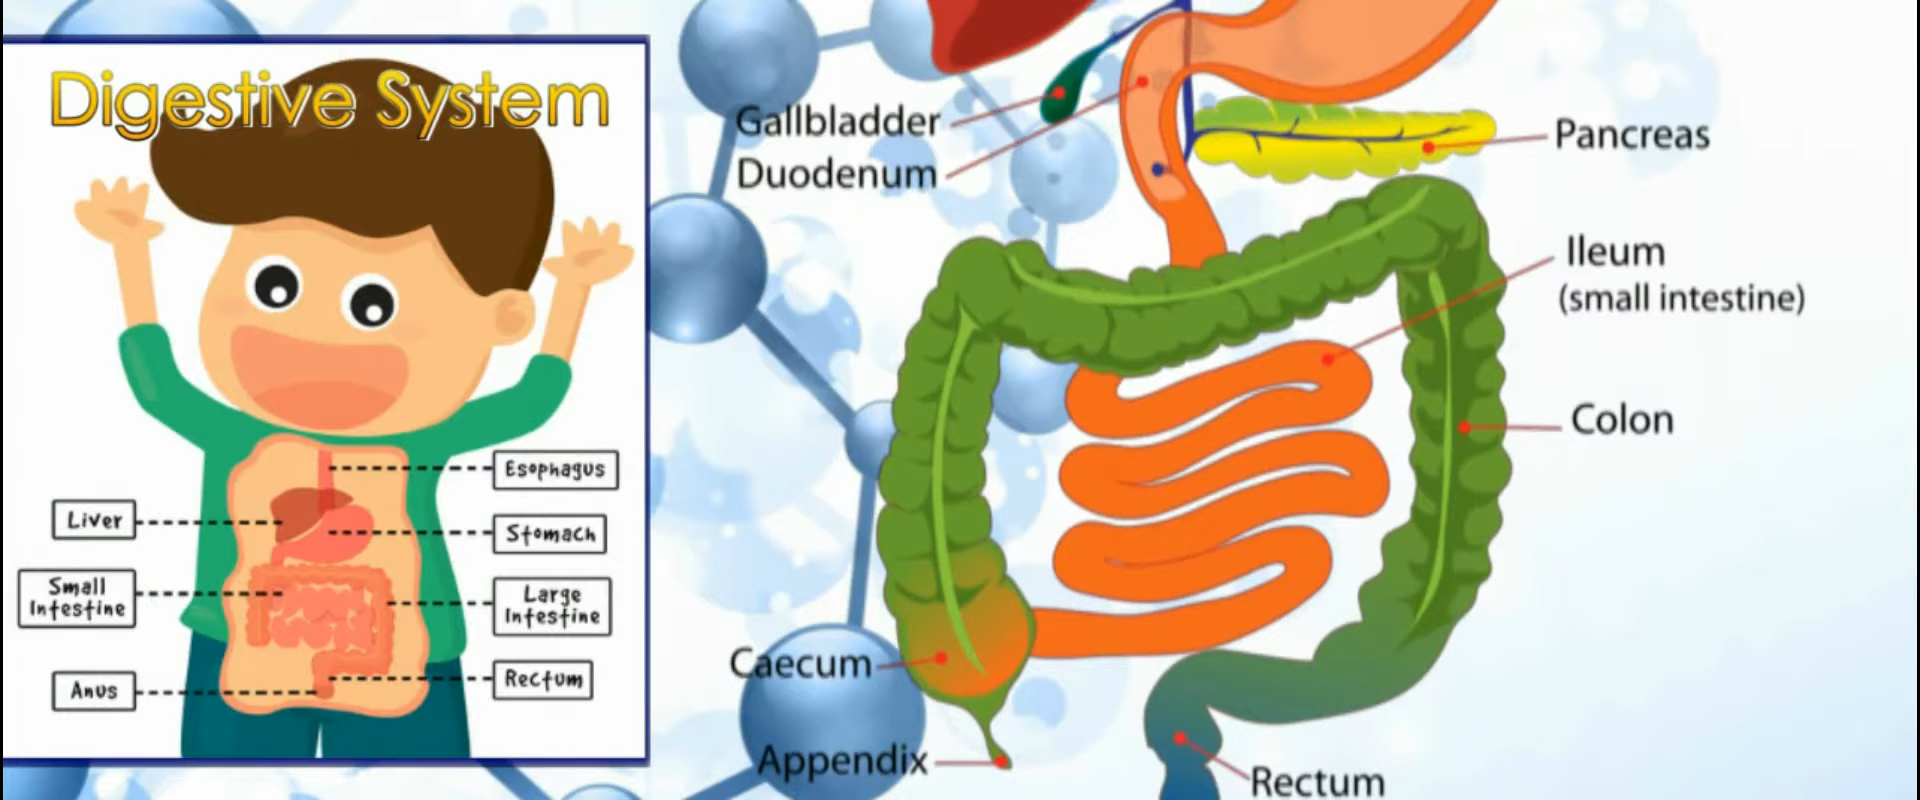 Digestive System
Esophagus
Liver
Stomach
Small
Intestine
Large
Intestine
Anus
Rectum
Gallbladder
Duodenum
Pancreas
Ileum
(small intestine)
Colon
Caecum
Appendix
Rectum